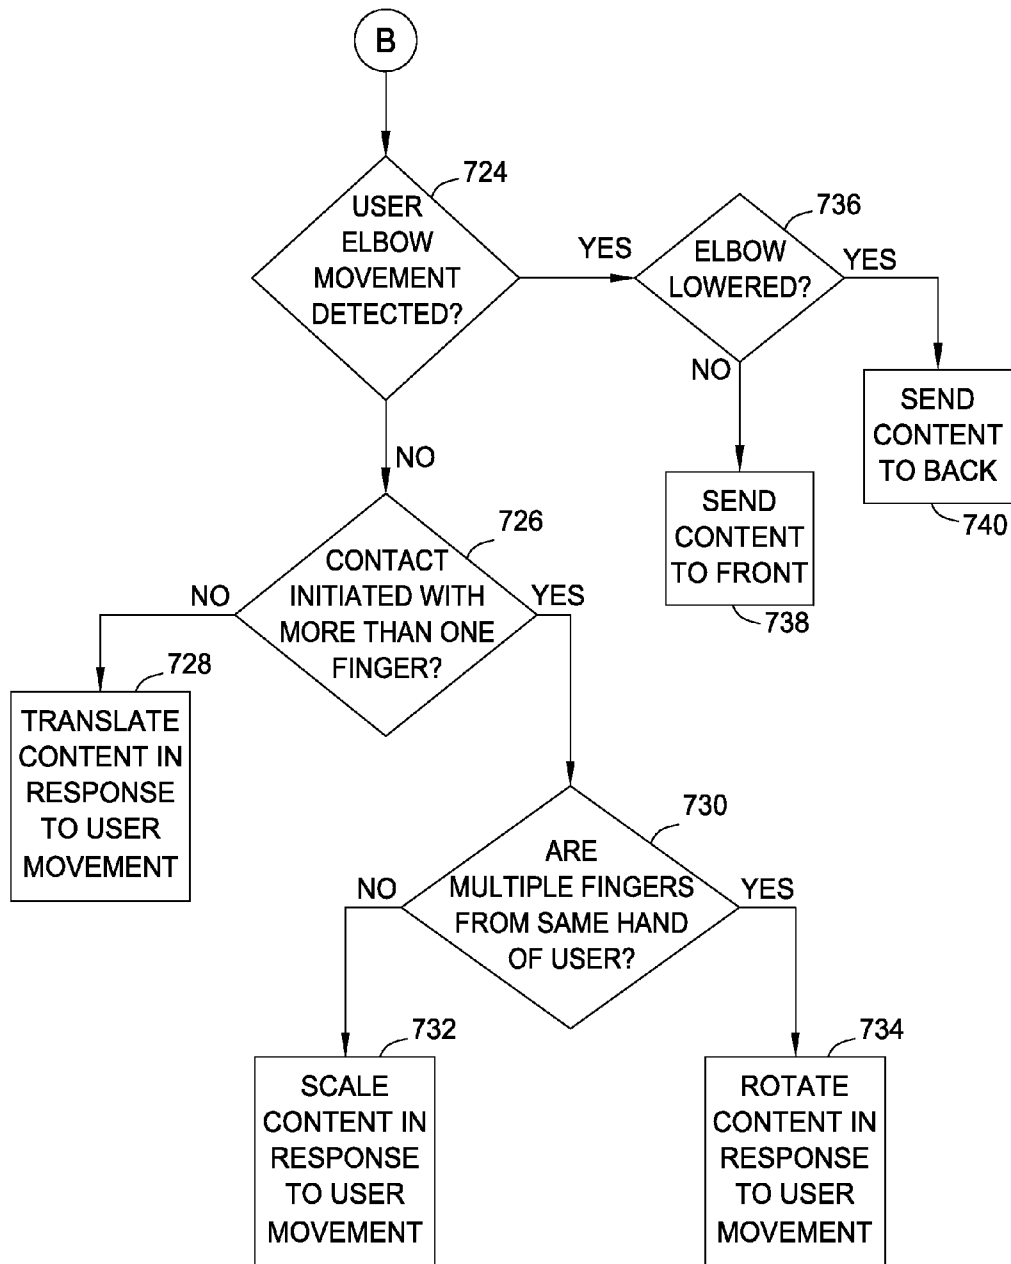 B
724
USER
ELBOW
MOVEMENT
DETECTED?
YES
736
ELBOW
LOWERED?
YES
NO
SEND
CONTENT
TO BACK
740
SEND
CONTENT
TO FRONT
738
NO
726
CONTACT
INITIATED WITH
MORE THAN ONE
FINGER?
NO
YES
728
TRANSLATE
CONTENT IN
RESPONSE
TO USER
MOVEMENT
730
ARE
MULTIPLE FINGERS
FROM SAME HAND
OF USER?
NO
YES
732
SCALE
CONTENT IN
RESPONSE
TO USER
MOVEMENT
734
ROTATE
CONTENT IN
RESPONSE
TO USER
MOVEMENT